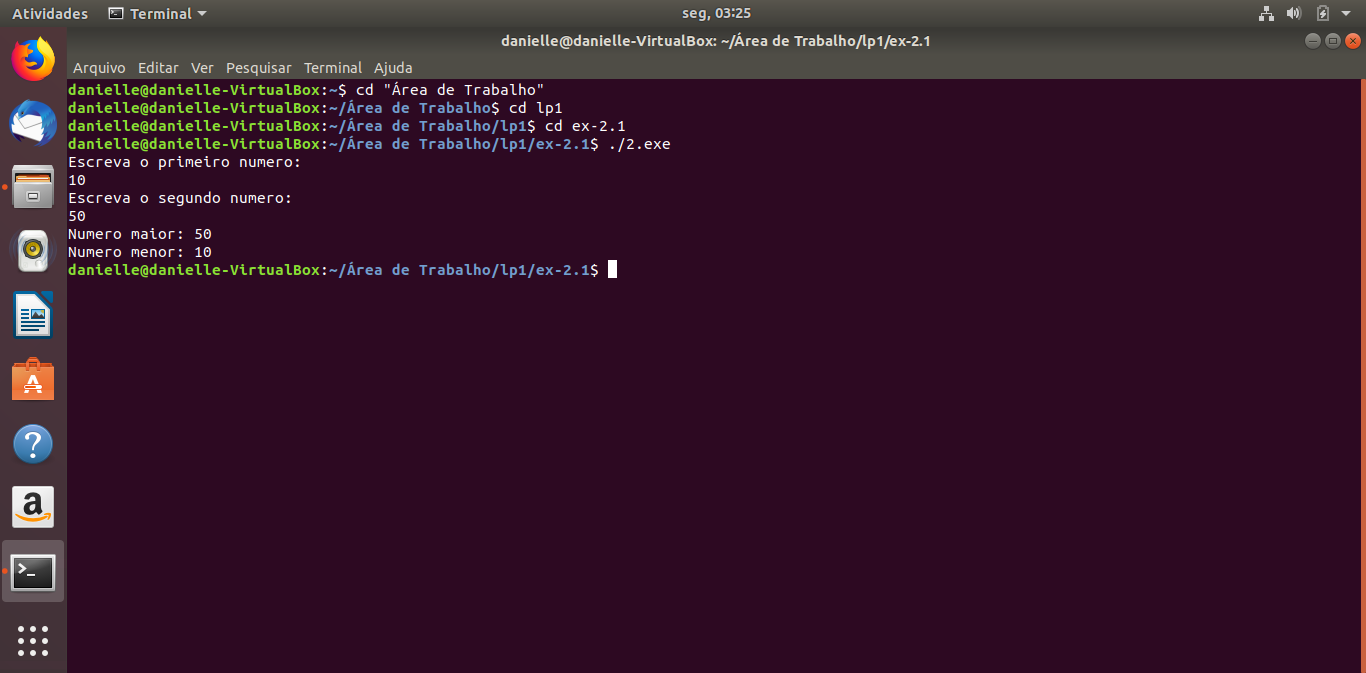 Atividades Terminal seg, 03:25
danielle@danielle-VirtualBox: ~/Área de Trabalho/lp1/ex-2.1
Arquivo Editar Ver Pesquisar Terminal Ajuda
danielle@danielle-VirtualBox:~$ cd "Área de Trabalho"
danielle@danielle-VirtualBox:~/Área de Trabalho$ cd lp1
danielle@danielle-VirtualBox:~/Área de Trabalho/lp1$ cd ex-2.1
danielle@danielle-VirtualBox:~/Área de Trabalho/lp1/ex-2.1$ ./2.exe
Escreva o primeiro numero:
10
Escreva o segundo numero:
50
Numero maior: 50
Numero menor: 10
danielle@danielle-VirtualBox:~/Área de Trabalho/lp1/ex-2.1$